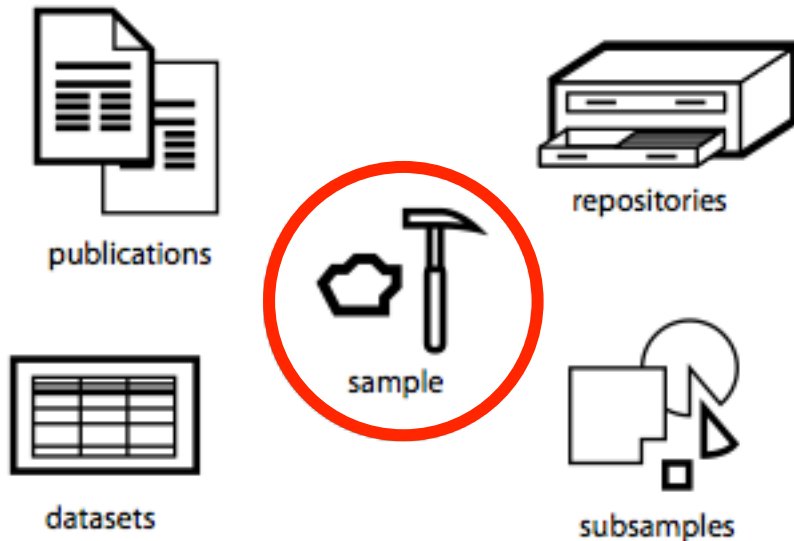 publications
repositories
sample
datasets
subsamples